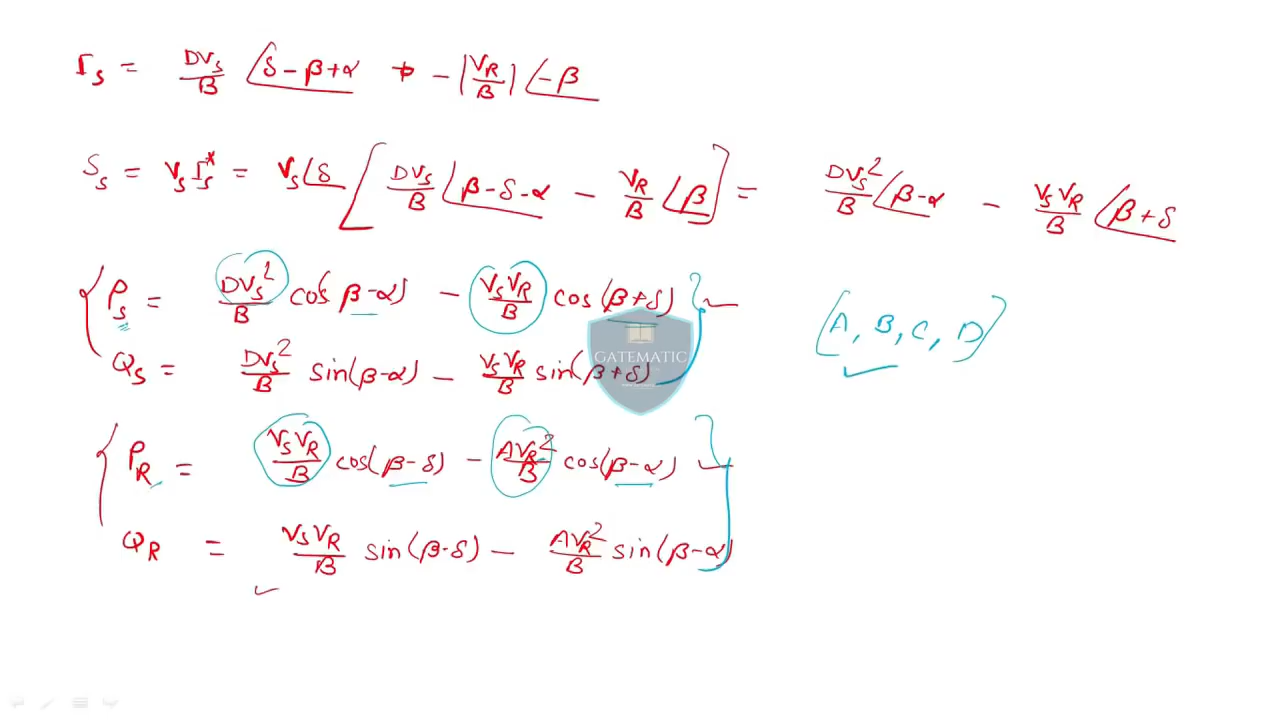 I_S = DV_S/B ∠δ-β+α + -|V_R/B| ∠-β
S_S = V_S I_S* = V_S∠δ [DV_S/B ∠β-δ-α - V_R/B ∠β] = DV_S²/B ∠β-α - V_S V_R/B ∠β+δ
{ P_S = DV_S²/B cos(β-α) - V_S V_R/B cos(β+δ) }
[A, B, C, D]
Q_S = DV_S²/B sin(β-α) - V_S V_R/B sin(β+δ)
GATEMATIC
{ P_R = V_S V_R/B cos(β-δ) - AV_R²/B cos(β-α) }
Q_R = V_S V_R/B sin(β-δ) - AV_R²/B sin(β-α)